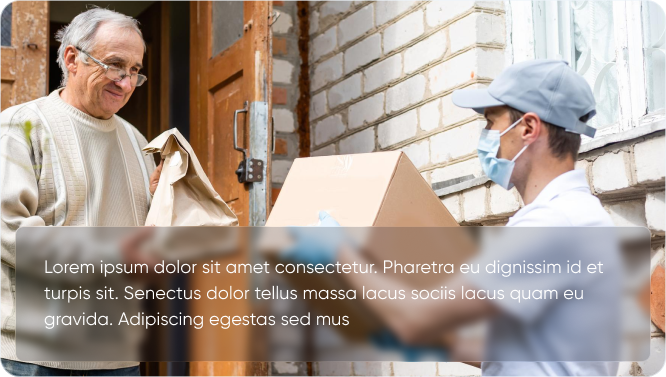 Lorem ipsum dolor sit amet consectetur. Pharetra eu dignissim id et
turpis sit. Senectus dolor tellus massa lacus sociis lacus quam eu
gravida. Adipiscing egestas sed mus